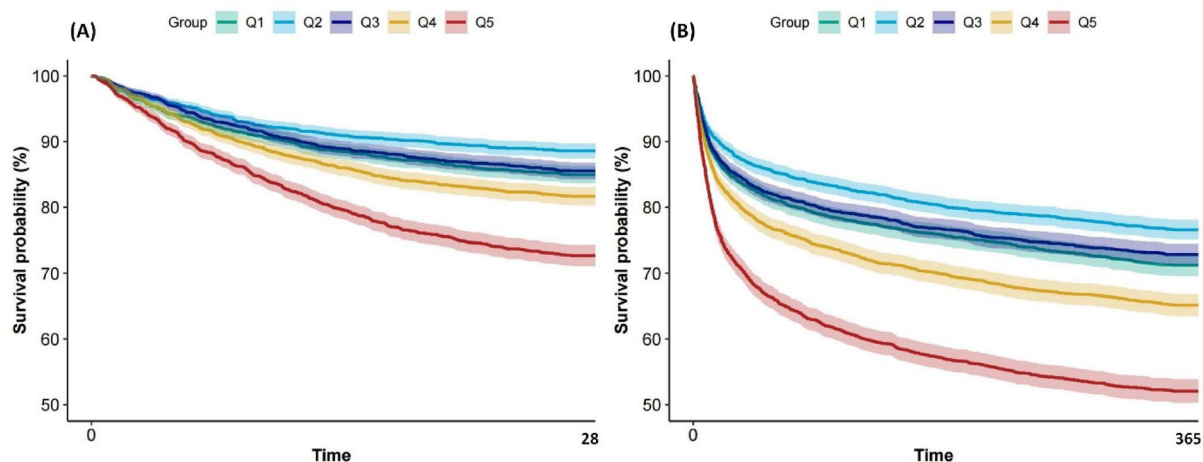 Group Q1 Q2 Q3 Q4 Q5
(A)
Survival probability (%)
100
90
80
70
60
50
0 28
Time
Group Q1 Q2 Q3 Q4 Q5
(B)
Survival probability (%)
100
90
80
70
60
50
0 365
Time